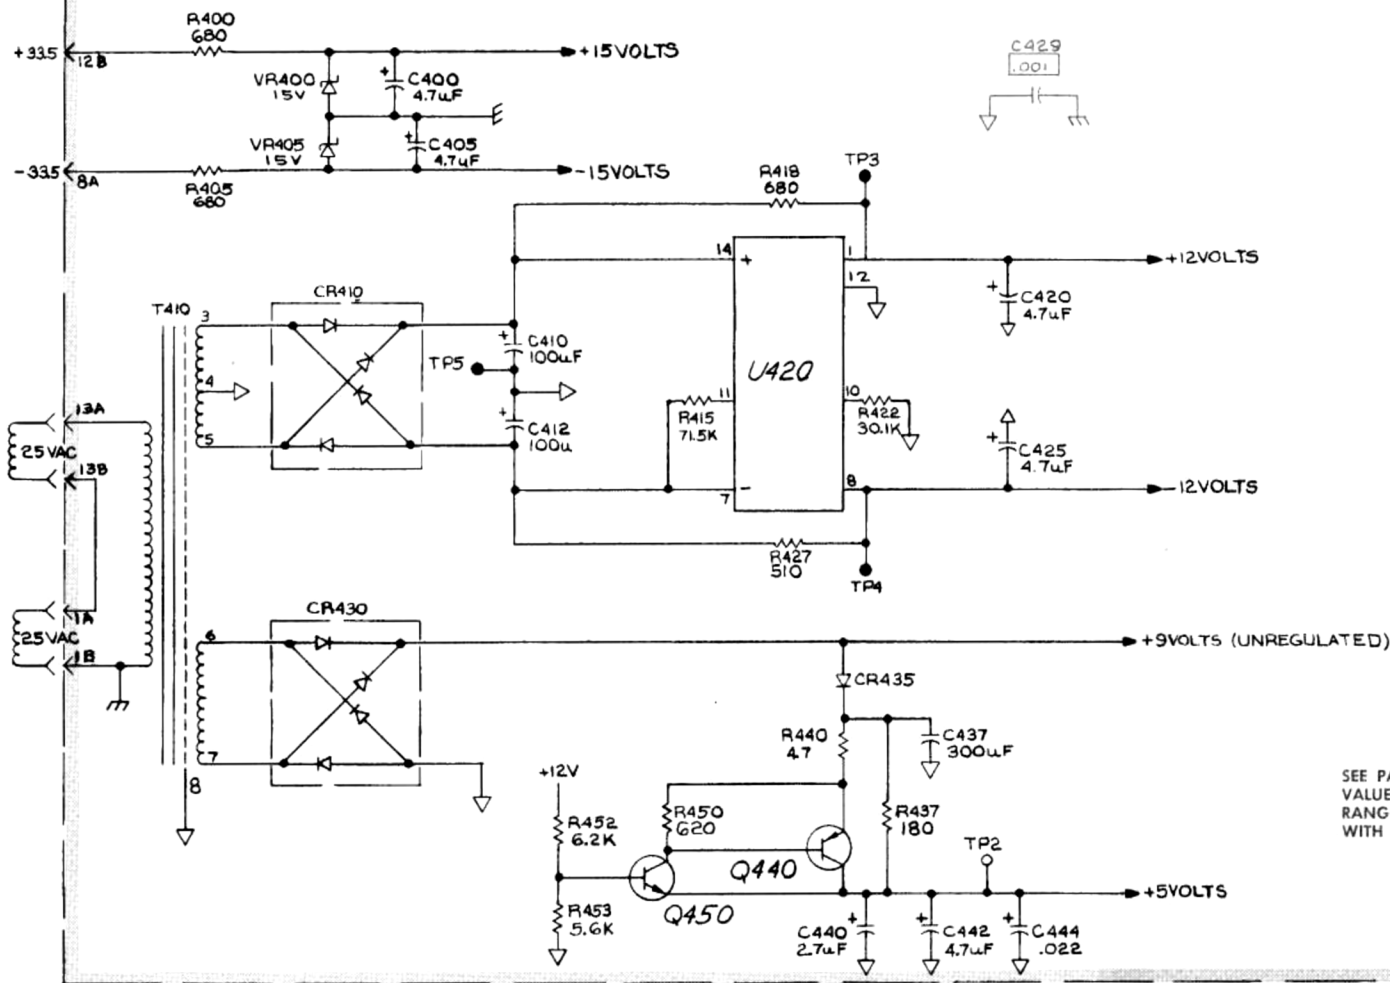 R400
680
+33.5
12B
+15VOLTS
VR400
15V
+
C400
4.7uF
VR405
15V
+
C405
4.7uF
-33.5
8A
R405
680
-15VOLTS
C429
.001
TP3
R418
680
14
+
1
+12VOLTS
12
+
C420
4.7uF
CR410
T410
3
4
5
+
C410
100uF
TP5
+
C412
100u
U420
11
R415
71.5K
10
R422
30.1K
+
C425
4.7uF
7
-
8
-12VOLTS
R427
510
TP4
13A
25VAC
13B
1A
25VAC
1B
CR430
6
7
8
+9VOLTS (UNREGULATED)
CR435
R440
4.7
C437
300uF
+12V
R452
6.2K
R450
620
R437
180
Q440
TP2
R453
5.6K
Q450
+5VOLTS
+
C440
2.7uF
+
C442
4.7uF
+
C444
.022
SEE PA
VALUE
RANG
WITH